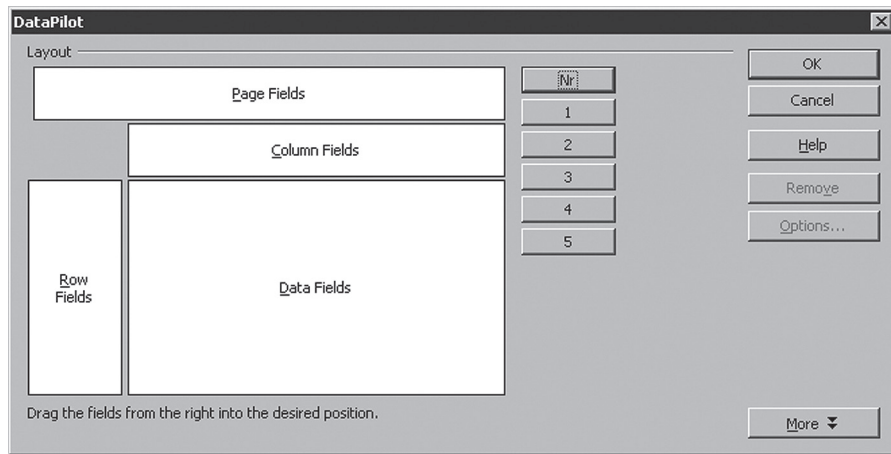 DataPilot
Layout
Page Fields
Column Fields
Row
Fields
Data Fields
Nr
1
2
3
4
5
OK
Cancel
Help
Remove
Options...
Drag the fields from the right into the desired position.
More